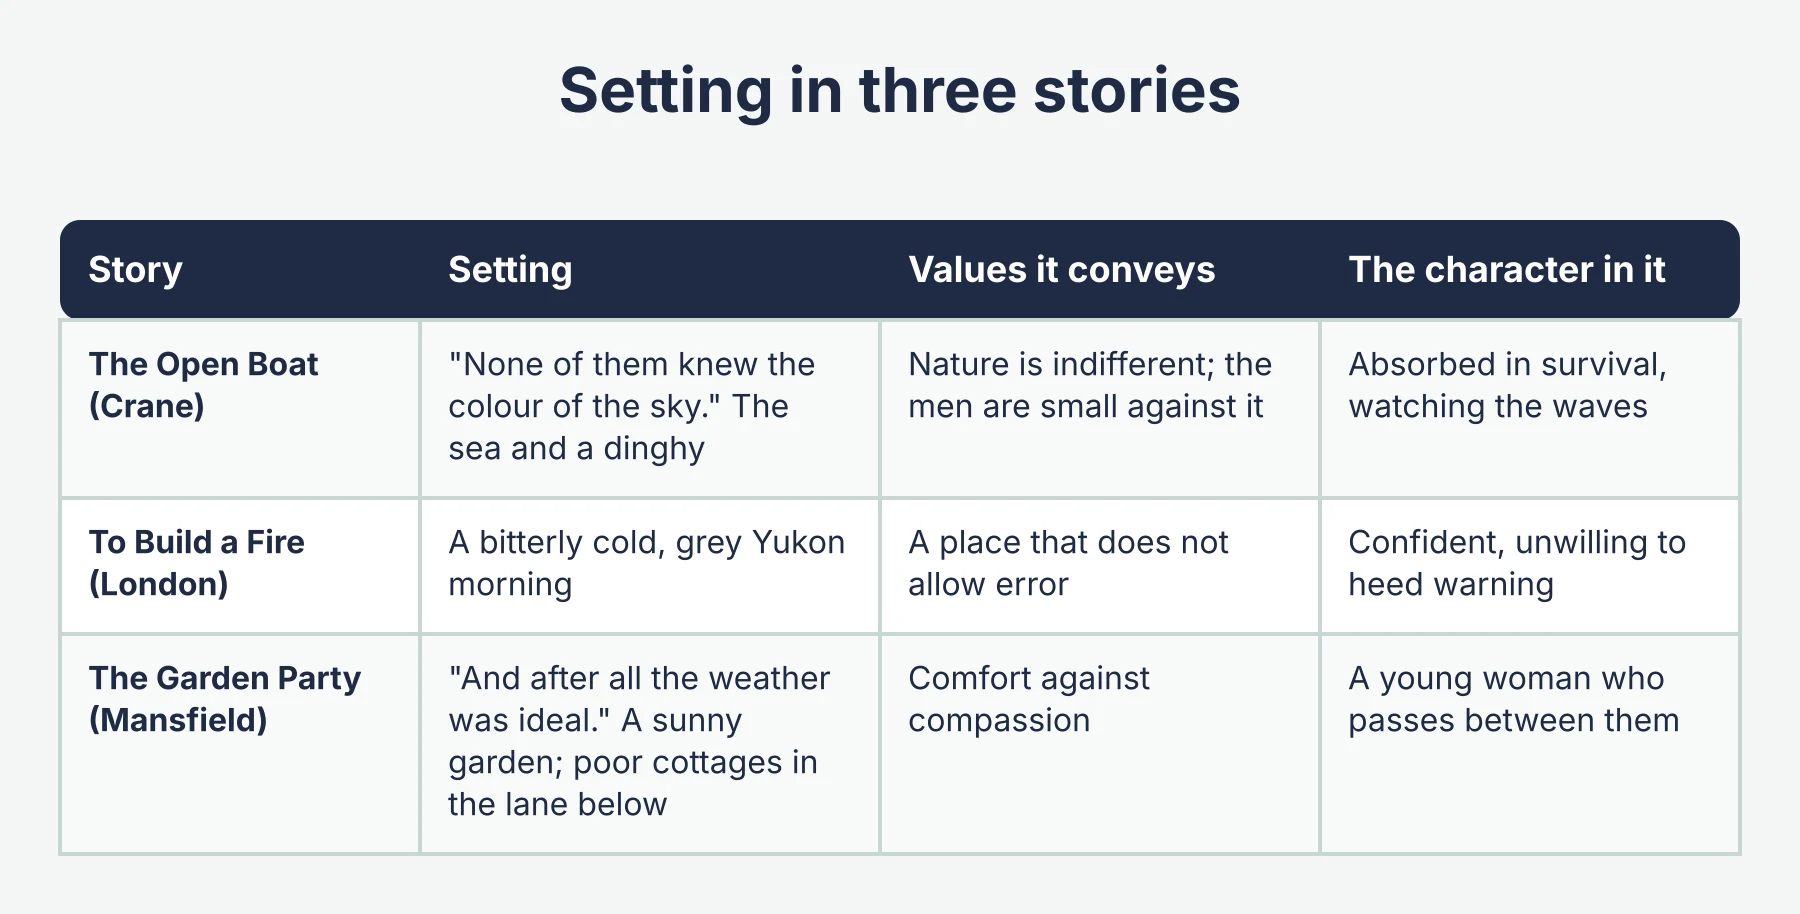 Setting in three stories
Story
Setting
Values it conveys
The character in it
The Open Boat
(Crane)
"None of them knew the
colour of the sky." The
sea and a dinghy
Nature is indifferent; the
men are small against it
Absorbed in survival,
watching the waves
To Build a Fire
(London)
A bitterly cold, grey Yukon
morning
A place that does not
allow error
Confident, unwilling to
heed warning
The Garden Party
(Mansfield)
"And after all the weather
was ideal." A sunny
garden; poor cottages in
the lane below
Comfort against
compassion
A young woman who
passes between them